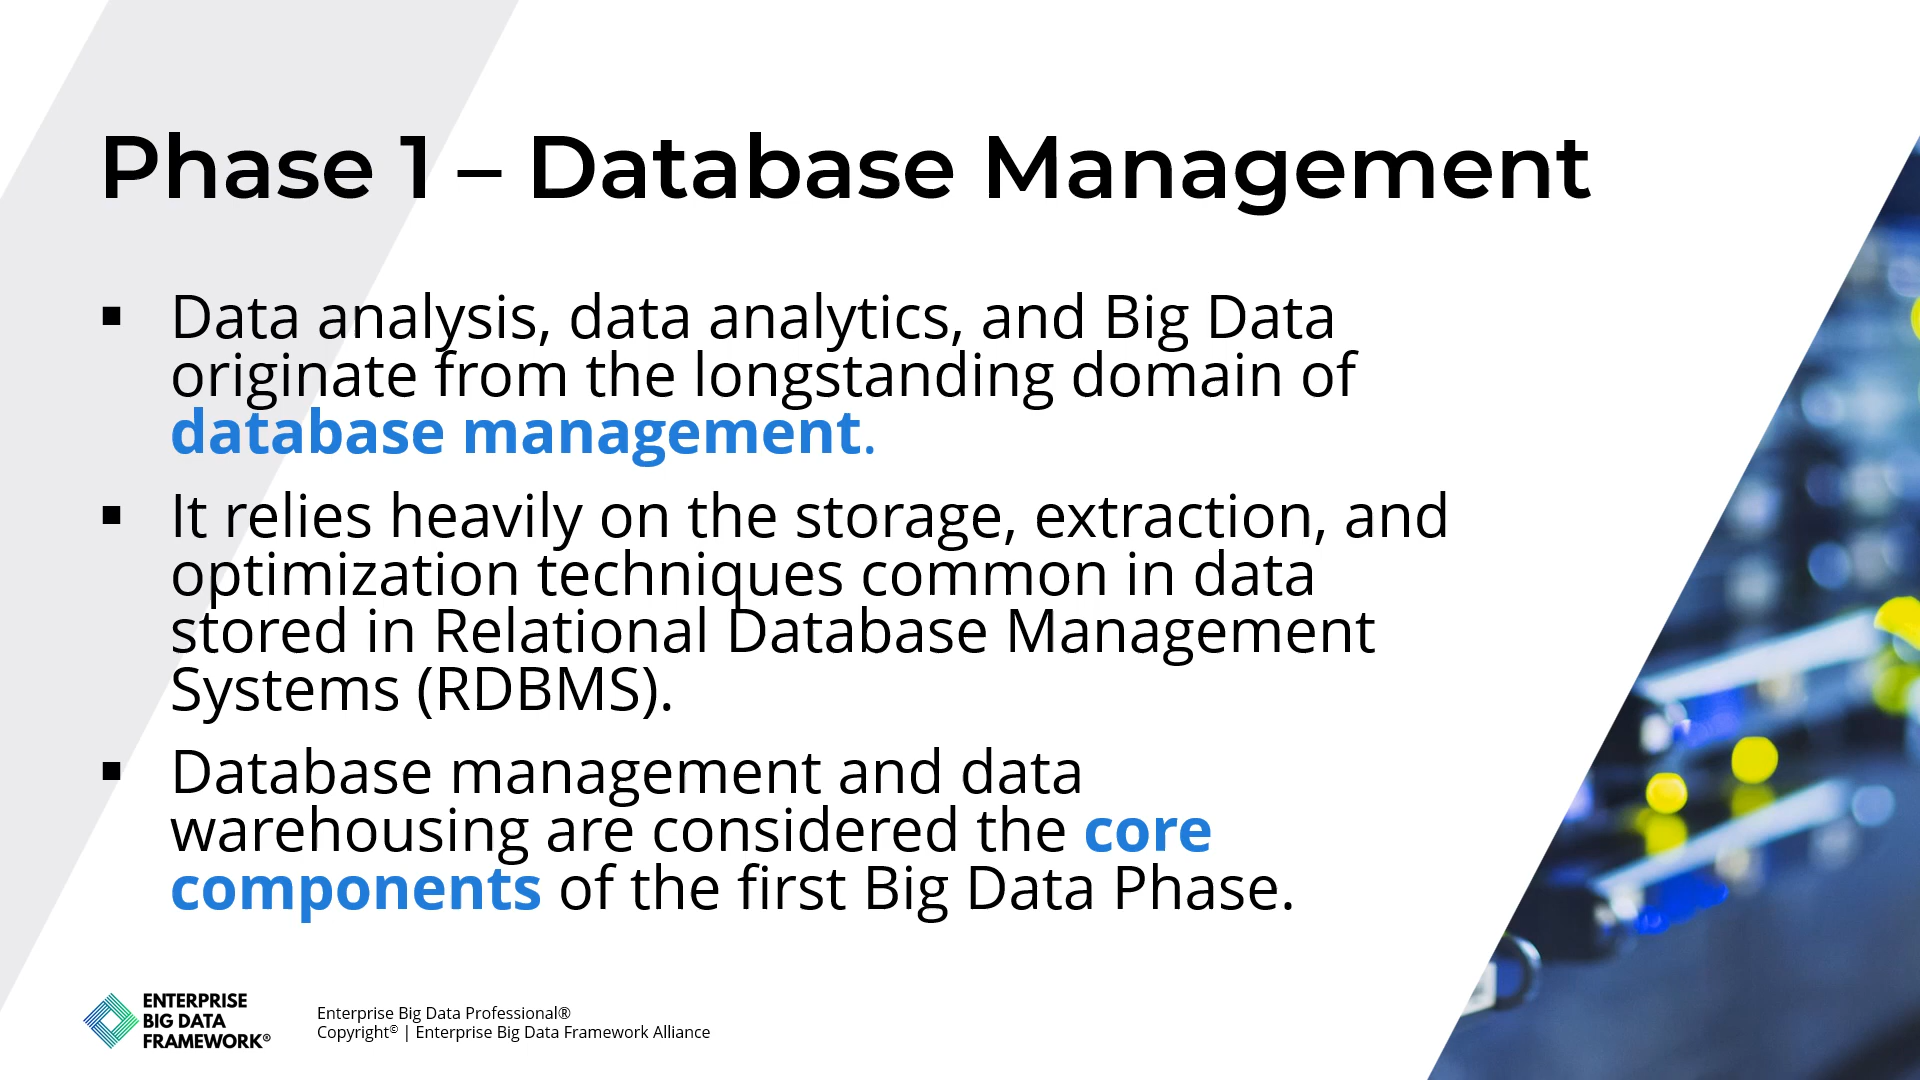 Phase 1 – Database Management
▪ Data analysis, data analytics, and Big Data
originate from the longstanding domain of
database management.
▪ It relies heavily on the storage, extraction, and
optimization techniques common in data
stored in Relational Database Management
Systems (RDBMS).
▪ Database management and data
warehousing are considered the core
components of the first Big Data Phase.
ENTERPRISE
BIG DATA
FRAMEWORK®
Enterprise Big Data Professional®
Copyright© | Enterprise Big Data Framework Alliance